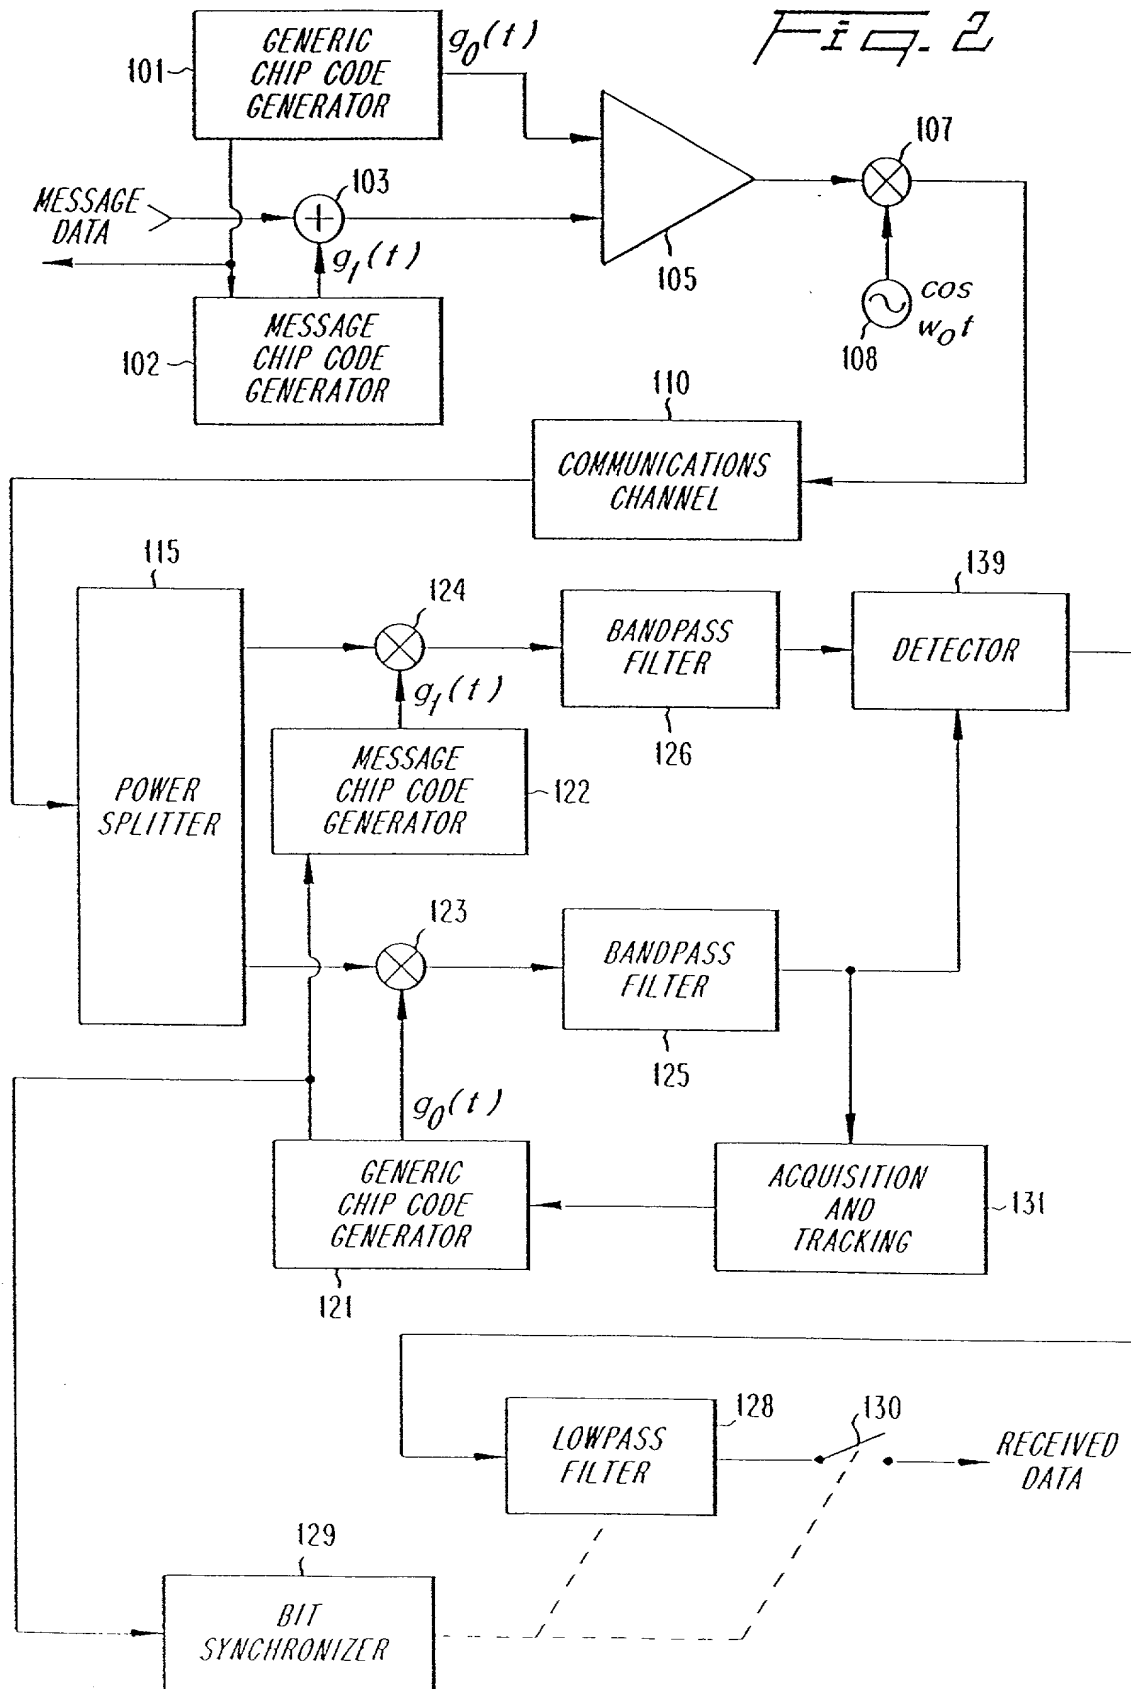 Fig. 2
GENERIC
CHIP CODE
GENERATOR
101
g0(t)
107
103
MESSAGE
DATA
g1(t)
105
cos
w0t
108
MESSAGE
CHIP CODE
GENERATOR
102
110
COMMUNICATIONS
CHANNEL
115
139
124
BANDPASS
FILTER
DETECTOR
g1(t)
126
MESSAGE
CHIP CODE
GENERATOR
122
POWER
SPLITTER
123
BANDPASS
FILTER
125
g0(t)
GENERIC
CHIP CODE
GENERATOR
ACQUISITION
AND
TRACKING
131
121
128
130
LOWPASS
FILTER
RECEIVED
DATA
129
BIT
SYNCHRONIZER